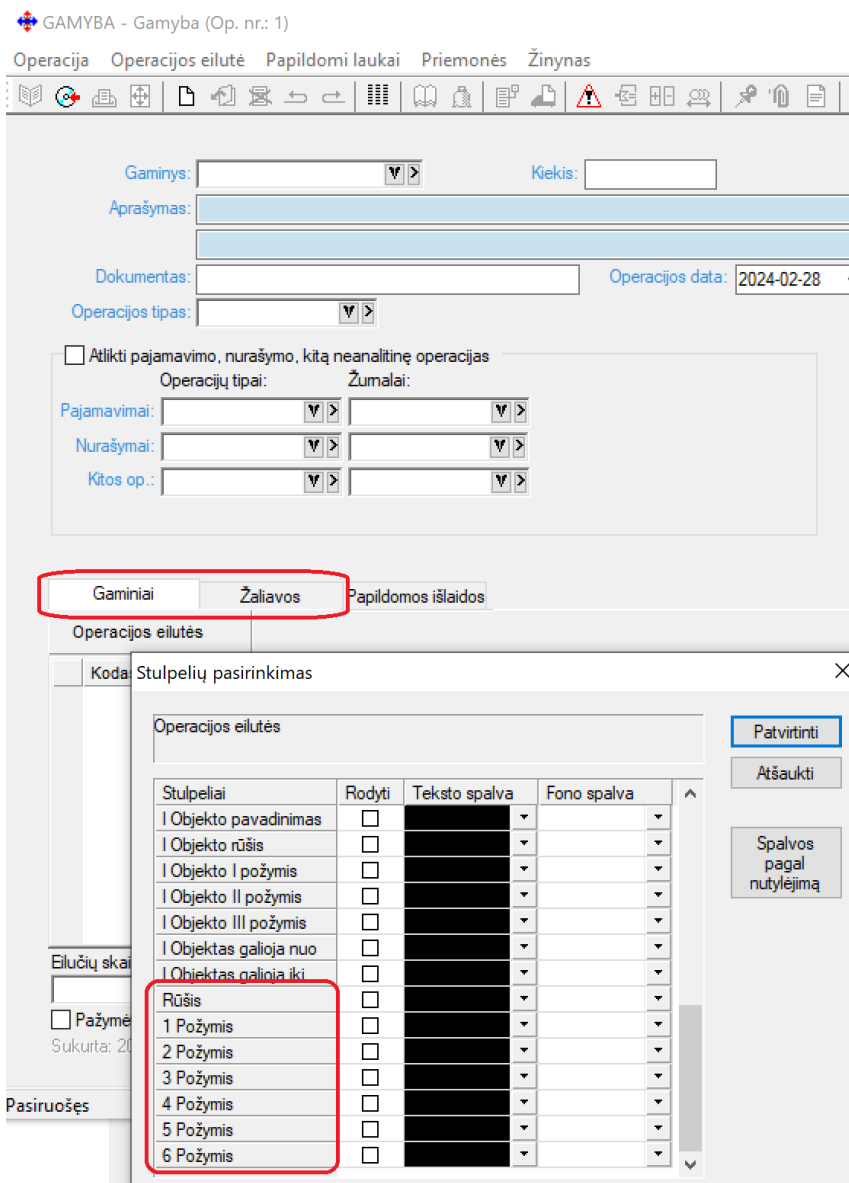 GAMYBA - Gamyba (Op. nr.: 1)
Operacija Operacijos eilutė Papildomi laukai Priemonės Žinynas
Gaminys: Kiekis:
Aprašymas:
Dokumentas: Operacijos data: 2024-02-28
Operacijos tipas:
Atlikti pajamavimo, nurašymo, kitą neanalitinę operacijas
Operacijų tipai: Žurnalai:
Pajamavimai:
Nurašymai:
Kitos op.:
Gaminiai Žaliavos Papildomos išlaidos
Operacijos eilutės
Kodas
Stulpelių pasirinkimas
Operacijos eilutės
Patvirtinti
Atšaukti
Spalvos
pagal
nutylėjimą
Stulpeliai Rodyti Teksto spalva Fono spalva
I Objekto pavadinimas
I Objekto rūšis
I Objekto I požymis
I Objekto II požymis
I Objekto III požymis
I Objektas galioja nuo
I Objektas galioja iki
Rūšis
1 Požymis
2 Požymis
3 Požymis
4 Požymis
5 Požymis
6 Požymis
Eilučių skai
Pažymė
Sukurta: 20
Pasiruošęs